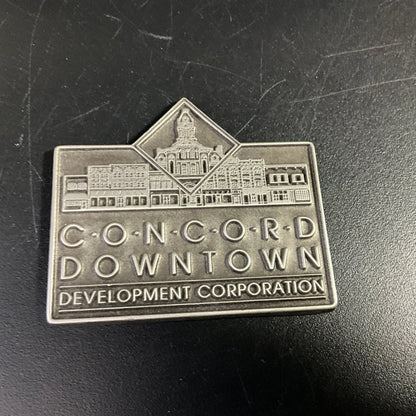 C·O·N·C·O·R·D
DOWNTOWN
DEVELOPMENT CORPORATION